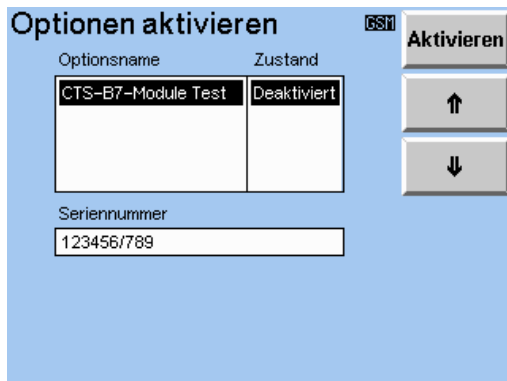 Optionen aktivieren GSM
Aktivieren
Optionsname Zustand
CTS-B7-Module Test Deaktiviert
⇑
⇓
Seriennummer
123456/789